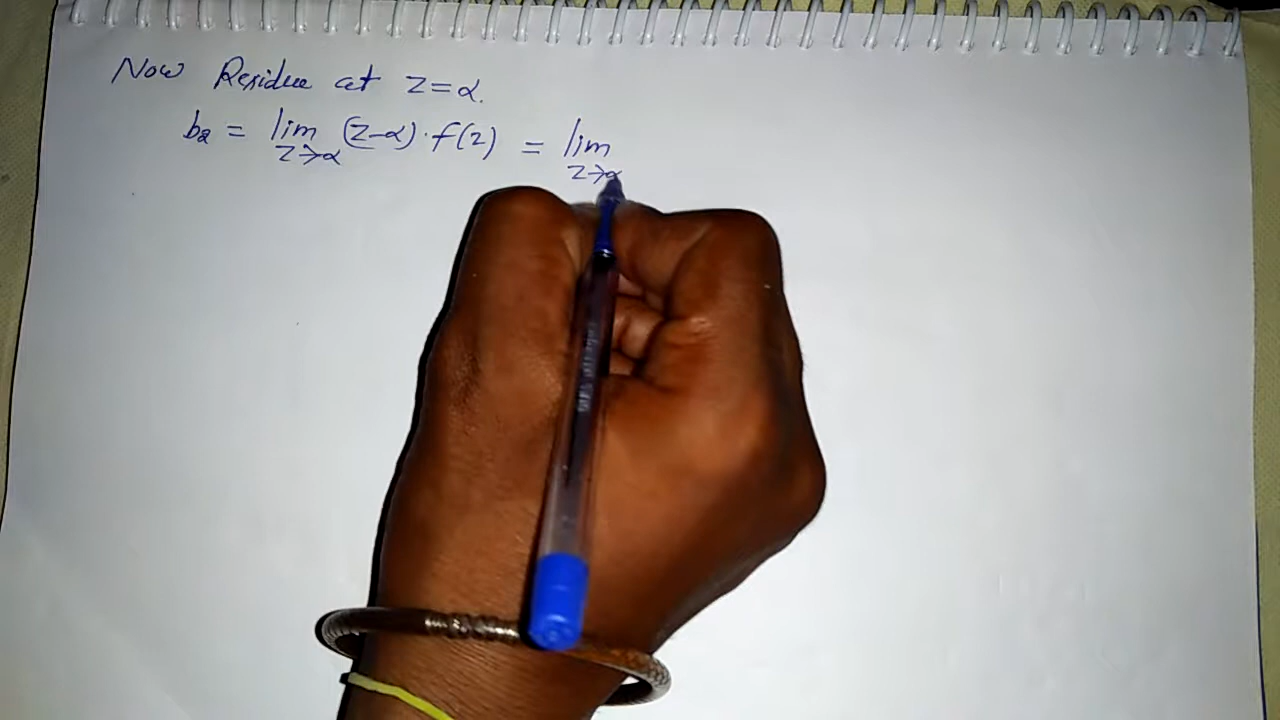 Now Residue at z=α.
b₂ = lim (z-α)·f(z) = lim
z→α z→α